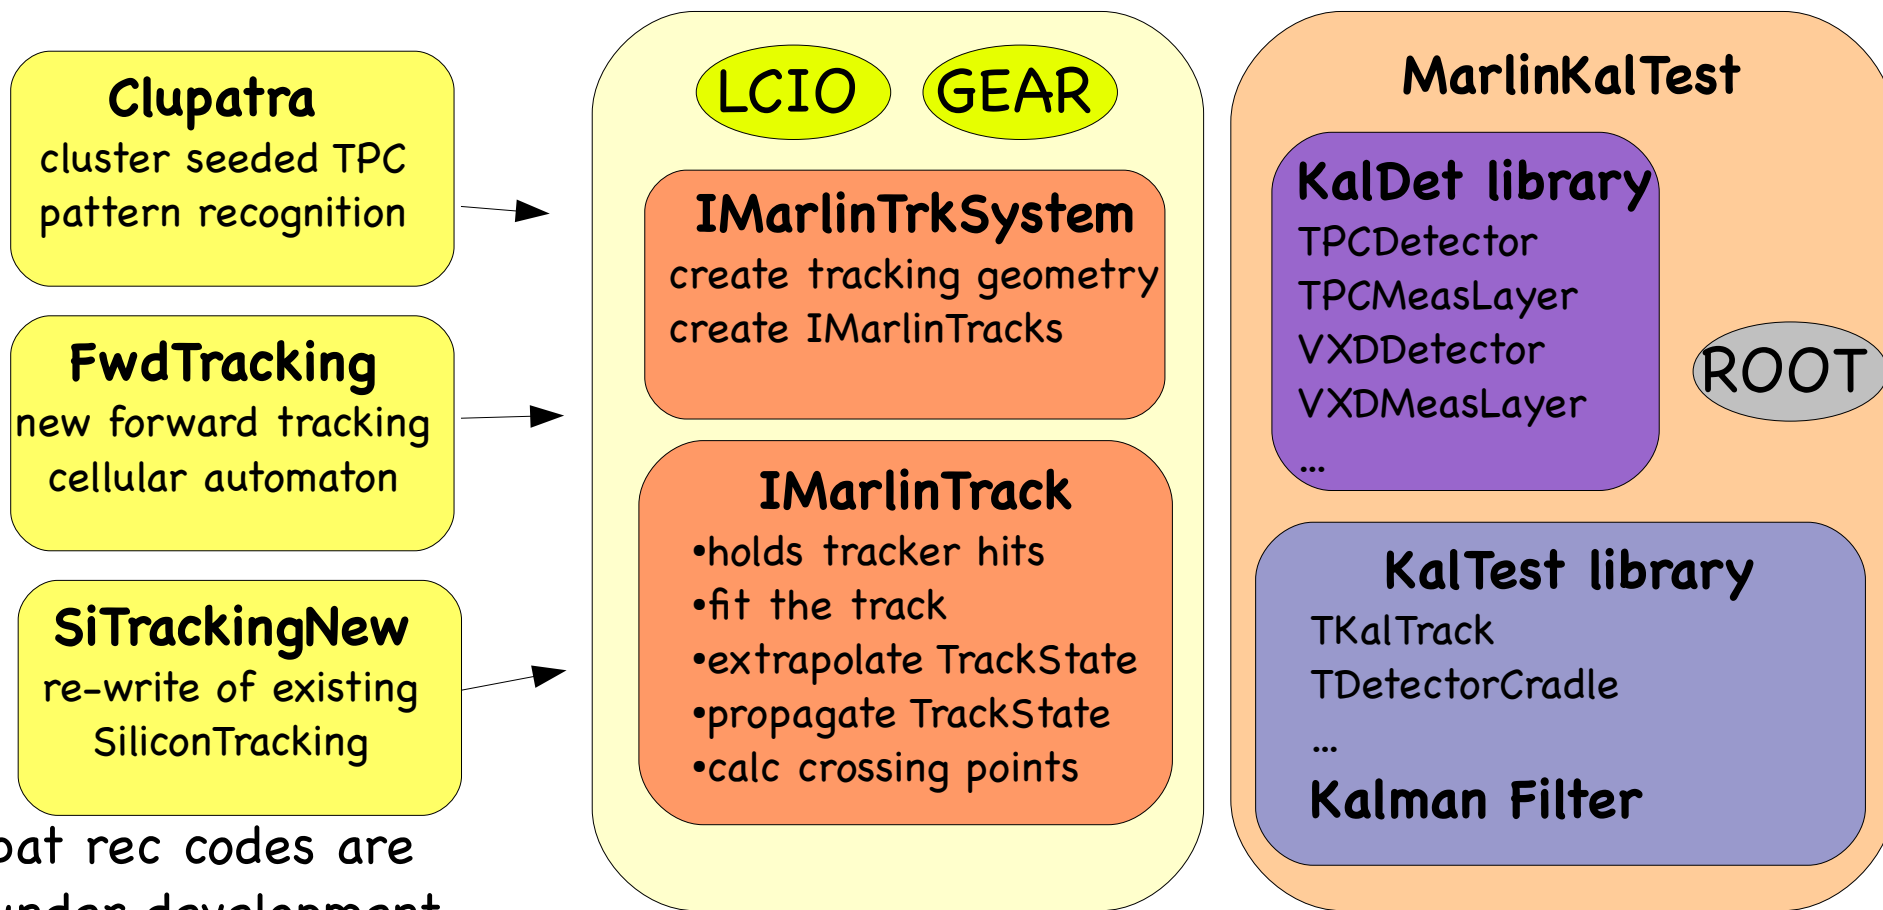 Clupatra
cluster seeded TPC
pattern recognition
FwdTracking
new forward tracking
cellular automaton
SiTrackingNew
re-write of existing
SiliconTracking
pat rec codes are
under development
LCIO GEAR
IMarlinTrkSystem
create tracking geometry
create IMarlinTracks
IMarlinTrack
•holds tracker hits
•fit the track
•extrapolate TrackState
•propagate TrackState
•calc crossing points
MarlinKalTest
KalDet library
TPCDetector
TPCMeasLayer
VXDDetector
VXDMeasLayer
...
ROOT
KalTest library
TKalTrack
TDetectorCradle
...
Kalman Filter